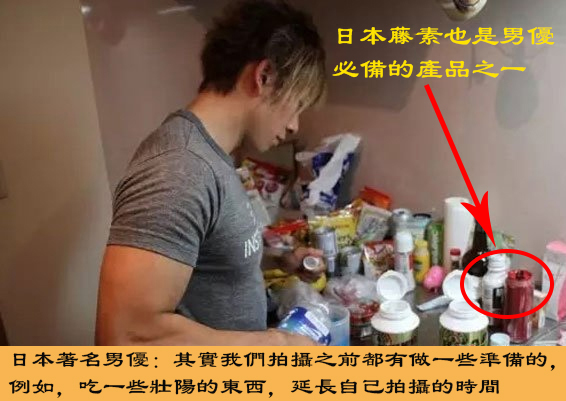 日本藤素也是男優
必備的產品之一
INS
日本著名男優：其實我們拍攝之前都有做一些準備的，
例如，吃一些壯陽的東西，延長自己拍攝的時間